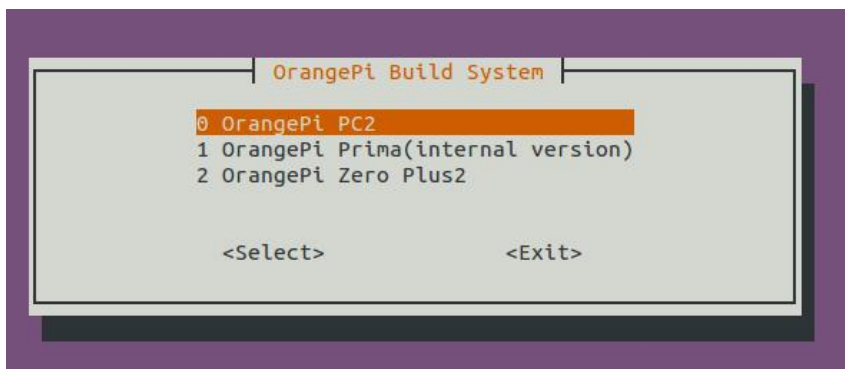 OrangePi Build System
0 OrangePi PC2
1 OrangePi Prima(internal version)
2 OrangePi Zero Plus2
<Select> <Exit>